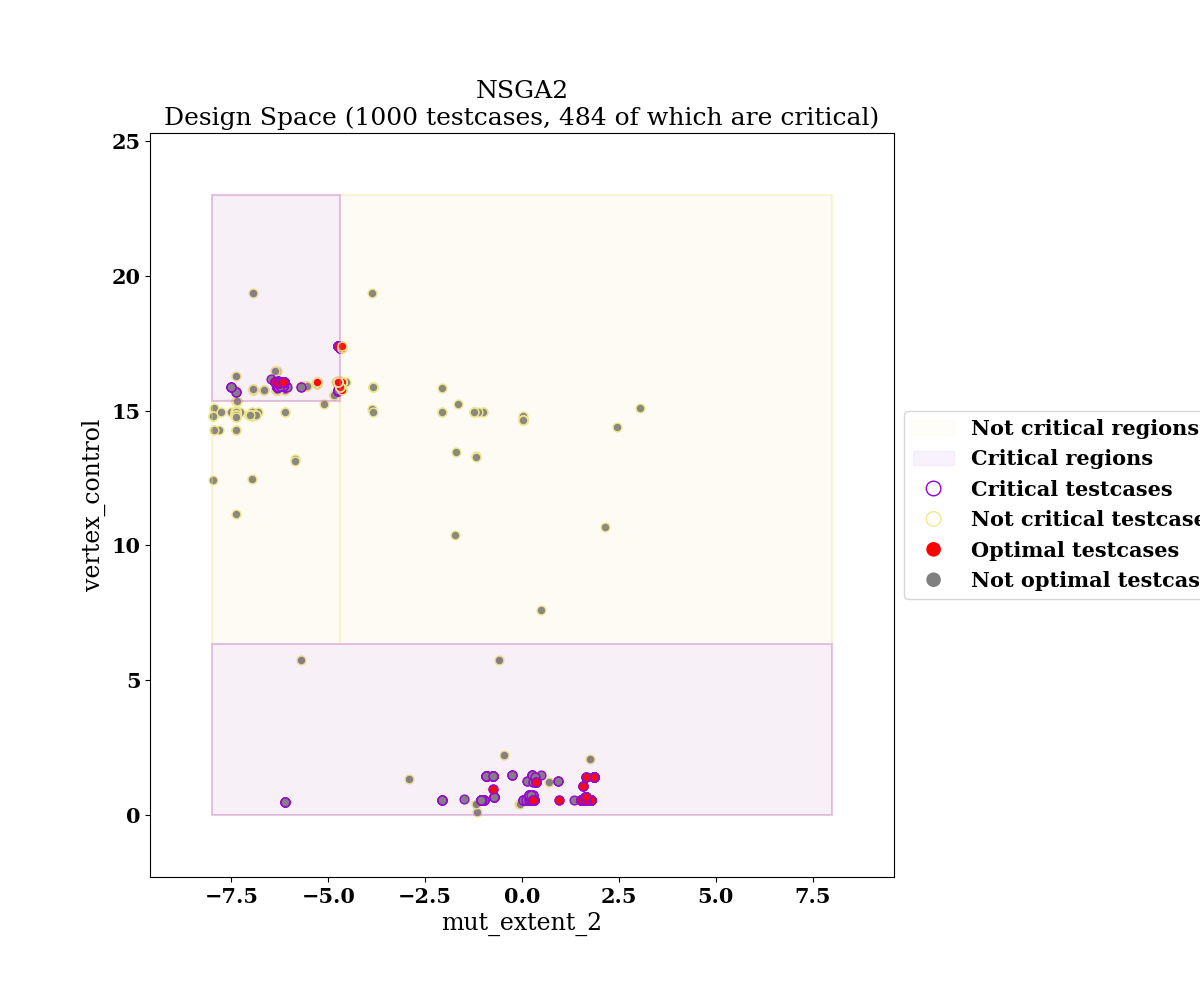 NSGA2
Design Space (1000 testcases, 484 of which are critical)
25
20
15
10
5
0
vertex_control
−7.5
−5.0
−2.5
0.0
2.5
5.0
7.5
mut_extent_2
Not critical regions
Critical regions
Critical testcases
Not critical testcase
Optimal testcases
Not optimal testcas